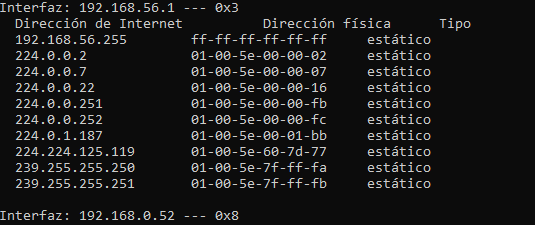 Interfaz: 192.168.56.1 --- 0x3
Dirección de Internet Dirección física Tipo
192.168.56.255 ff-ff-ff-ff-ff-ff estático
224.0.0.2 01-00-5e-00-00-02 estático
224.0.0.7 01-00-5e-00-00-07 estático
224.0.0.22 01-00-5e-00-00-16 estático
224.0.0.251 01-00-5e-00-00-fb estático
224.0.0.252 01-00-5e-00-00-fc estático
224.0.1.187 01-00-5e-00-01-bb estático
224.224.125.119 01-00-5e-60-7d-77 estático
239.255.255.250 01-00-5e-7f-ff-fa estático
239.255.255.251 01-00-5e-7f-ff-fb estático
Interfaz: 192.168.0.52 --- 0x8